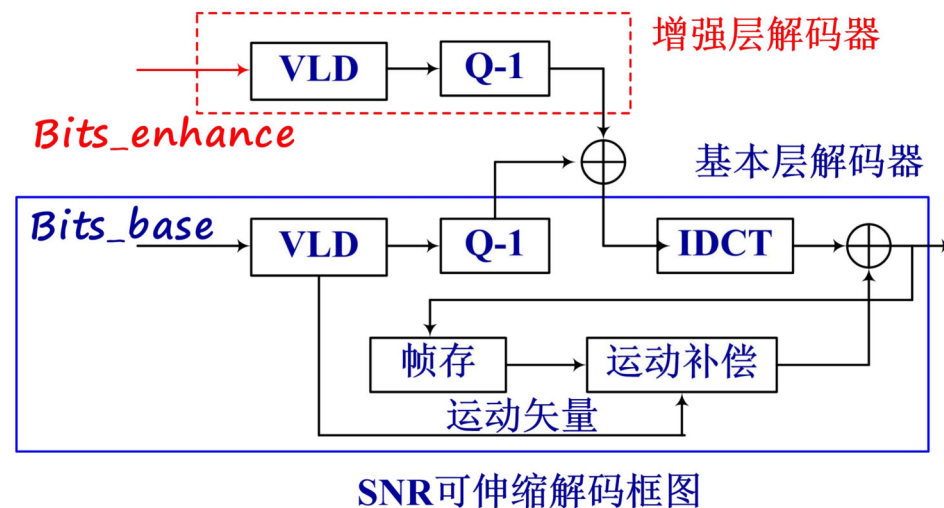 增强层解码器
VLD
Q-1
Bits_enhance
基本层解码器
Bits_base
VLD
Q-1
IDCT
帧存
运动补偿
运动矢量
SNR可伸缩解码框图